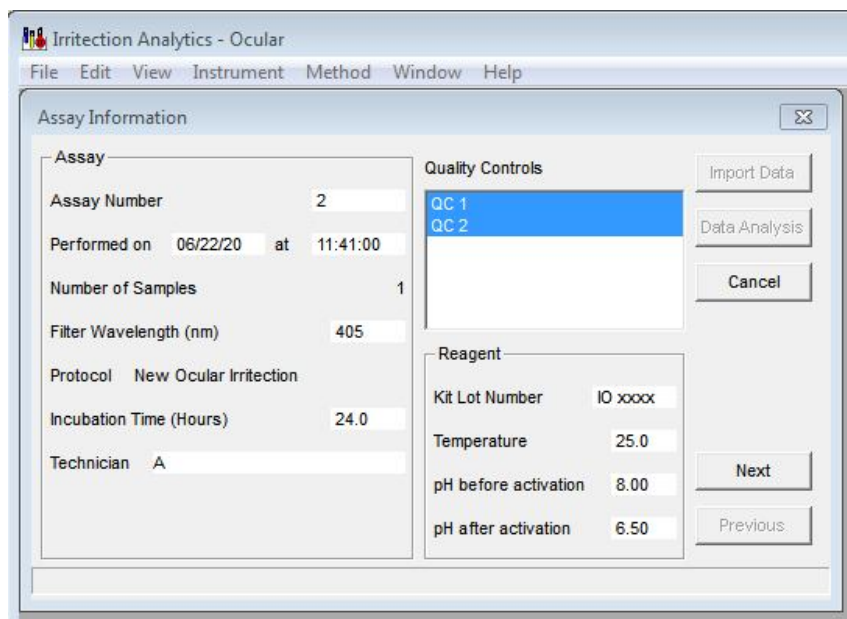 Irritection Analytics - Ocular
File Edit View Instrument Method Window Help
Assay Information
Assay
Assay Number 2
Performed on 06/22/20 at 11:41:00
Number of Samples 1
Filter Wavelength (nm) 405
Protocol New Ocular Irritection
Incubation Time (Hours) 24.0
Technician A
Quality Controls
QC 1
QC 2
Reagent
Kit Lot Number IO xxxx
Temperature 25.0
pH before activation 8.00
pH after activation 6.50
Import Data
Data Analysis
Cancel
Next
Previous